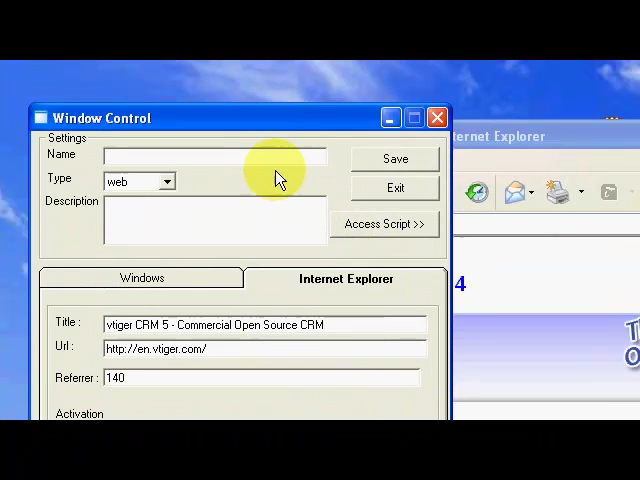 Window Control
ternet Explorer
Settings
Name
Save
Type
web
Exit
Description
Access Script >>
Windows
Internet Explorer
4
Title :
vtiger CRM 5 - Commercial Open Source CRM
Url :
http://en.vtiger.com/
Referrer :
140
Activation